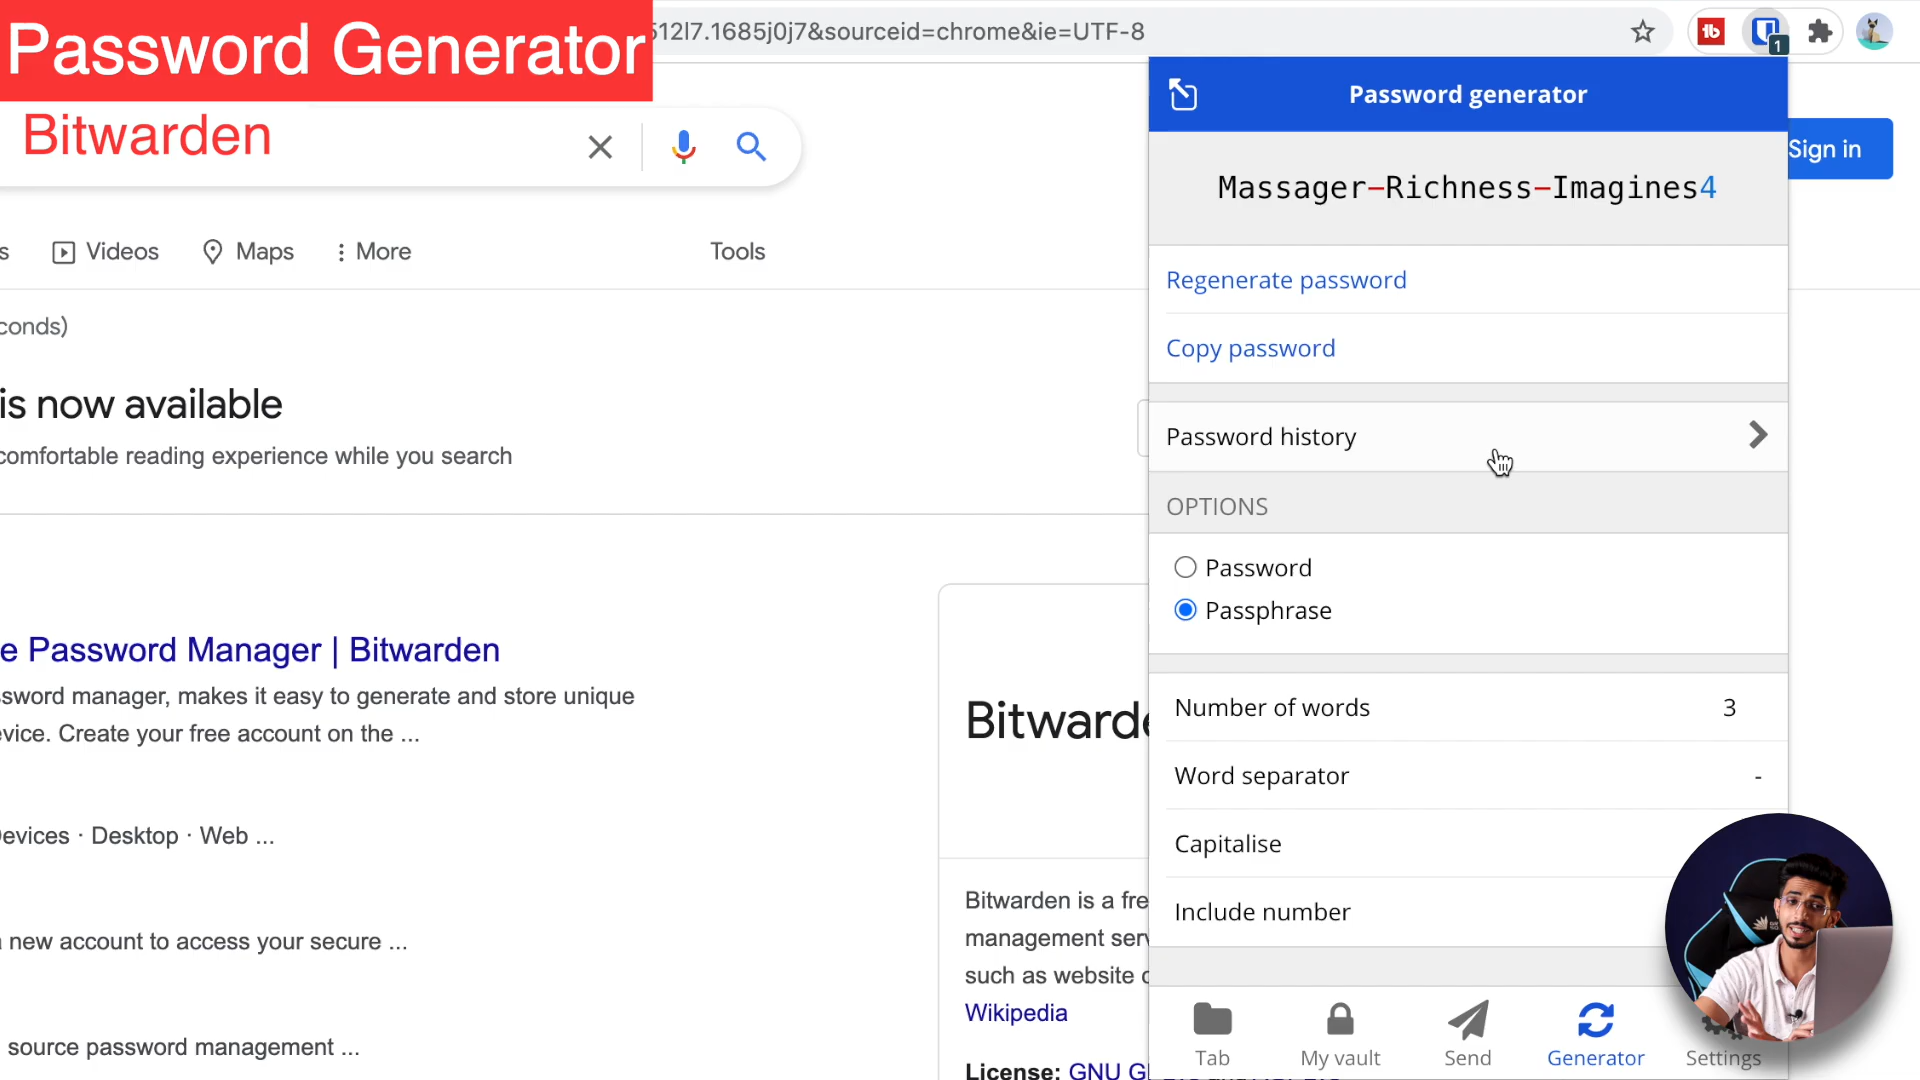 Password Generator
512l7.1685j0j7&sourceid=chrome&ie=UTF-8
1
Bitwarden
Sign in
s Videos Maps More Tools
conds)
is now available
comfortable reading experience while you search
e Password Manager | Bitwarden
sword manager, makes it easy to generate and store unique
evice. Create your free account on the ...
Devices · Desktop · Web ...
new account to access your secure ...
source password management ...
Bitwarde
Bitwarden is a fre
management serv
such as website c
Wikipedia
License: GNU G
Password generator
Massager-Richness-Imagines4
Regenerate password
Copy password
Password history
OPTIONS
Password
Passphrase
Number of words 3
Word separator -
Capitalise
Include number
Tab My vault Send Generator Settings